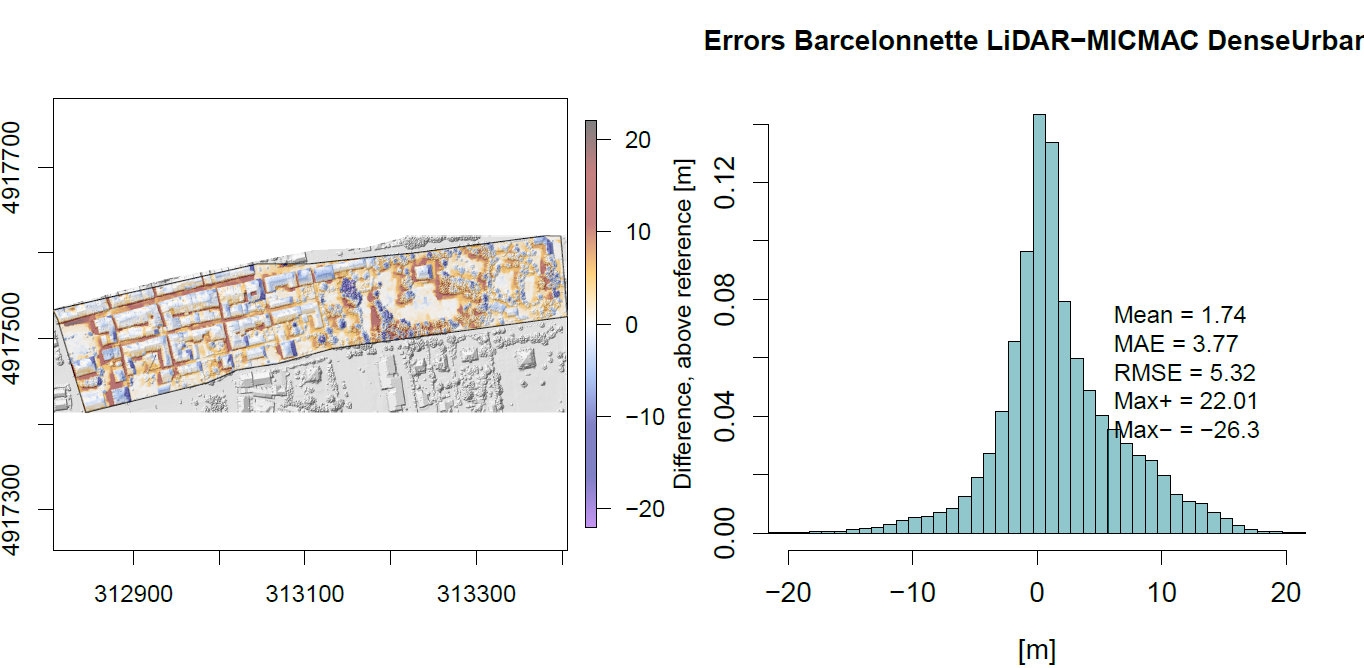 Errors Barcelonnette LiDAR−MICMAC DenseUrbar
4917700
4917500
4917300
312900
313100
313300
20
10
0
−10
−20
Difference, above reference [m]
0.12
0.08
0.04
0.00
Mean = 1.74
MAE = 3.77
RMSE = 5.32
Max+ = 22.01
Max− = −26.3
−20
−10
0
10
20
[m]